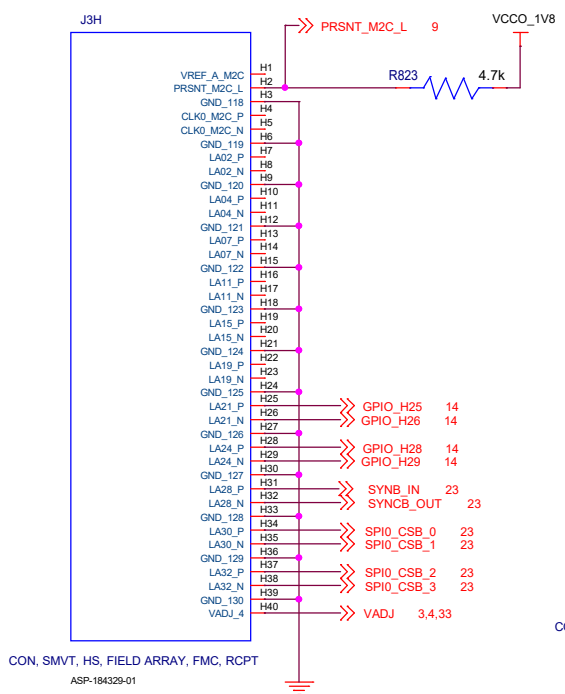 J3H
PRSNT_M2C_L 9
VCCO_1V8
R823 4.7k
VREF_A_M2C H1
PRSNT_M2C_L H2
GND_118 H3
CLK0_M2C_P H4
CLK0_M2C_N H5
GND_119 H6
LA02_P H7
LA02_N H8
GND_120 H9
LA04_P H10
LA04_N H11
GND_121 H12
LA07_P H13
LA07_N H14
GND_122 H15
LA11_P H16
LA11_N H17
GND_123 H18
LA15_P H19
LA15_N H20
GND_124 H21
LA19_P H22
LA19_N H23
GND_125 H24
LA21_P H25 GPIO_H25 14
LA21_N H26 GPIO_H26 14
GND_126 H27
LA24_P H28 GPIO_H28 14
LA24_N H29 GPIO_H29 14
GND_127 H30
LA28_P H31 SYNB_IN 23
LA28_N H32 SYNCB_OUT 23
GND_128 H33
LA30_P H34 SPI0_CSB_0 23
LA30_N H35 SPI0_CSB_1 23
GND_129 H36
LA32_P H37 SPI0_CSB_2 23
LA32_N H38 SPI0_CSB_3 23
GND_130 H39
VADJ_4 H40 VADJ 3,4,33
CON, SMVT, HS, FIELD ARRAY, FMC, RCPT
ASP-184329-01